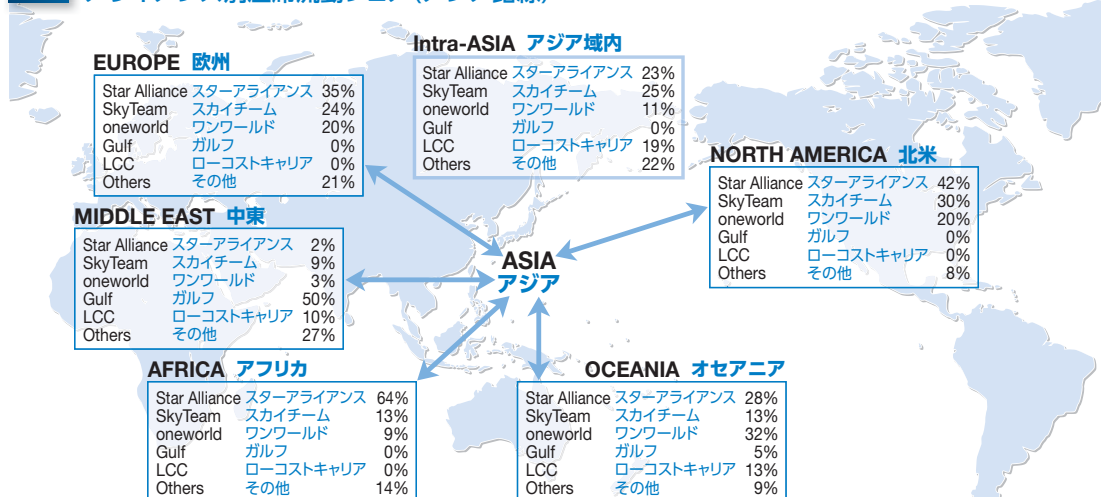 EUROPE 欧州
Star Alliance スターアライアンス 35%
SkyTeam スカイチーム 24%
oneworld ワンワールド 20%
Gulf ガルフ 0%
LCC ローコストキャリア 0%
Others その他 21%
Intra-ASIA アジア域内
Star Alliance スターアライアンス 23%
SkyTeam スカイチーム 25%
oneworld ワンワールド 11%
Gulf ガルフ 0%
LCC ローコストキャリア 19%
Others その他 22%
NORTH AMERICA 北米
Star Alliance スターアライアンス 42%
SkyTeam スカイチーム 30%
oneworld ワンワールド 20%
Gulf ガルフ 0%
LCC ローコストキャリア 0%
Others その他 8%
MIDDLE EAST 中東
Star Alliance スターアライアンス 2%
SkyTeam スカイチーム 9%
oneworld ワンワールド 3%
Gulf ガルフ 50%
LCC ローコストキャリア 10%
Others その他 27%
ASIA
アジア
AFRICA アフリカ
Star Alliance スターアライアンス 64%
SkyTeam スカイチーム 13%
oneworld ワンワールド 9%
Gulf ガルフ 0%
LCC ローコストキャリア 0%
Others その他 14%
OCEANIA オセアニア
Star Alliance スターアライアンス 28%
SkyTeam スカイチーム 13%
oneworld ワンワールド 32%
Gulf ガルフ 5%
LCC ローコストキャリア 13%
Others その他 9%